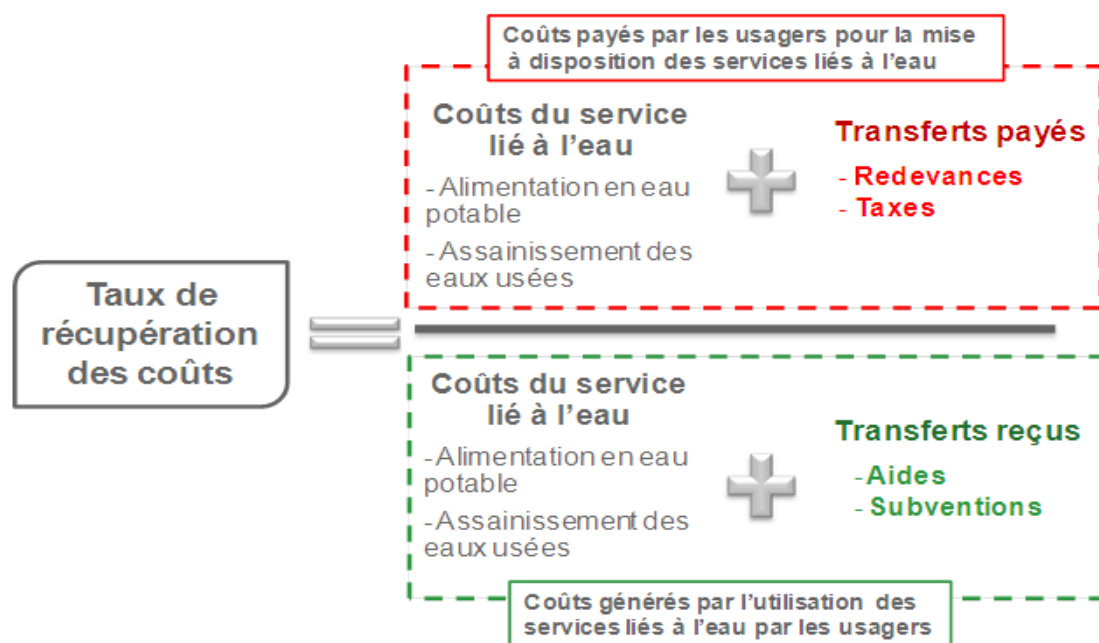 Coûts payés par les usagers pour la mise
à disposition des services liés à l'eau
Coûts du service
lié à l'eau
- Alimentation en eau
potable
- Assainissement des
eaux usées
Transferts payés
- Redevances
- Taxes
Taux de
récupération
des coûts
Coûts du service
lié à l'eau
- Alimentation en eau
potable
- Assainissement des
eaux usées
Transferts reçus
- Aides
- Subventions
Coûts générés par l'utilisation des
services liés à l'eau par les usagers